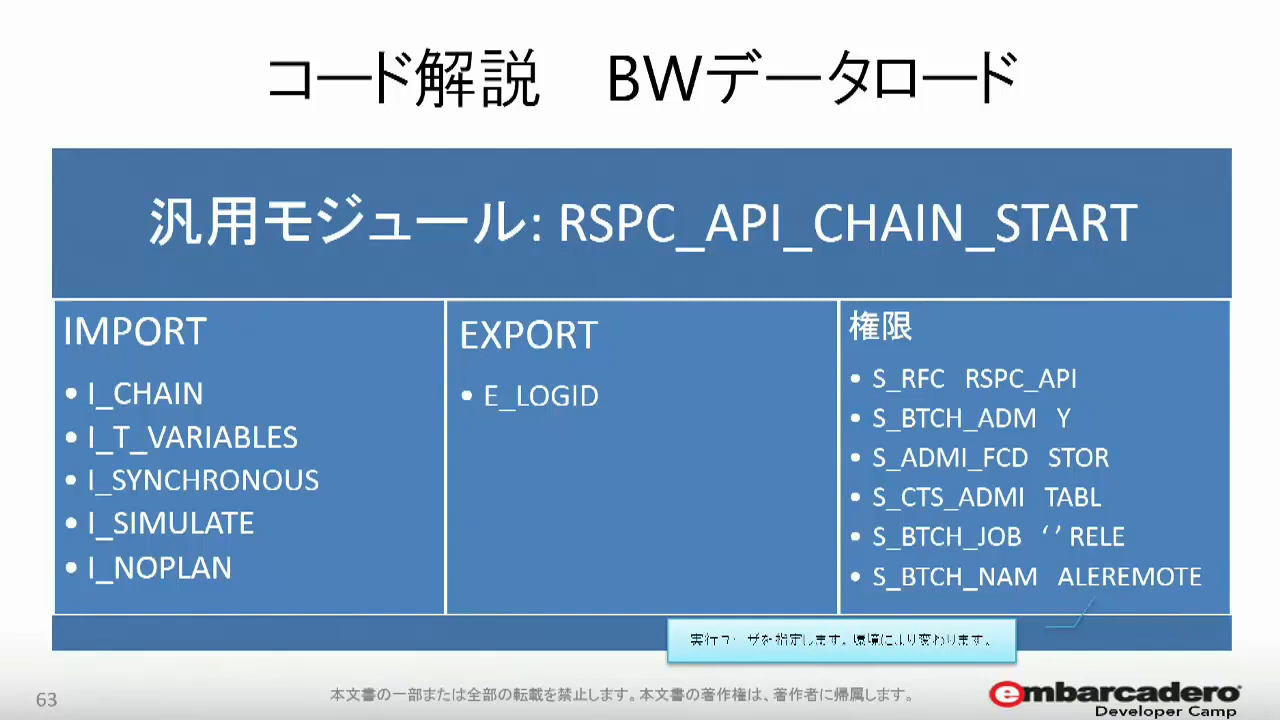 コード解説　BWデータロード
汎用モジュール: RSPC_API_CHAIN_START
IMPORT
• I_CHAIN
• I_T_VARIABLES
• I_SYNCHRONOUS
• I_SIMULATE
• I_NOPLAN
EXPORT
• E_LOGID
権限
• S_RFC　RSPC_API
• S_BTCH_ADM　Y
• S_ADMI_FCD　STOR
• S_CTS_ADMI　TABL
• S_BTCH_JOB　‘ ’ RELE
• S_BTCH_NAM　ALEREMOTE
実行ユーザを指定します。環境により変わります。
63
本文書の一部または全部の転載を禁止します。本文書の著作権は、著作者に帰属します。
embarcadero
Developer Camp